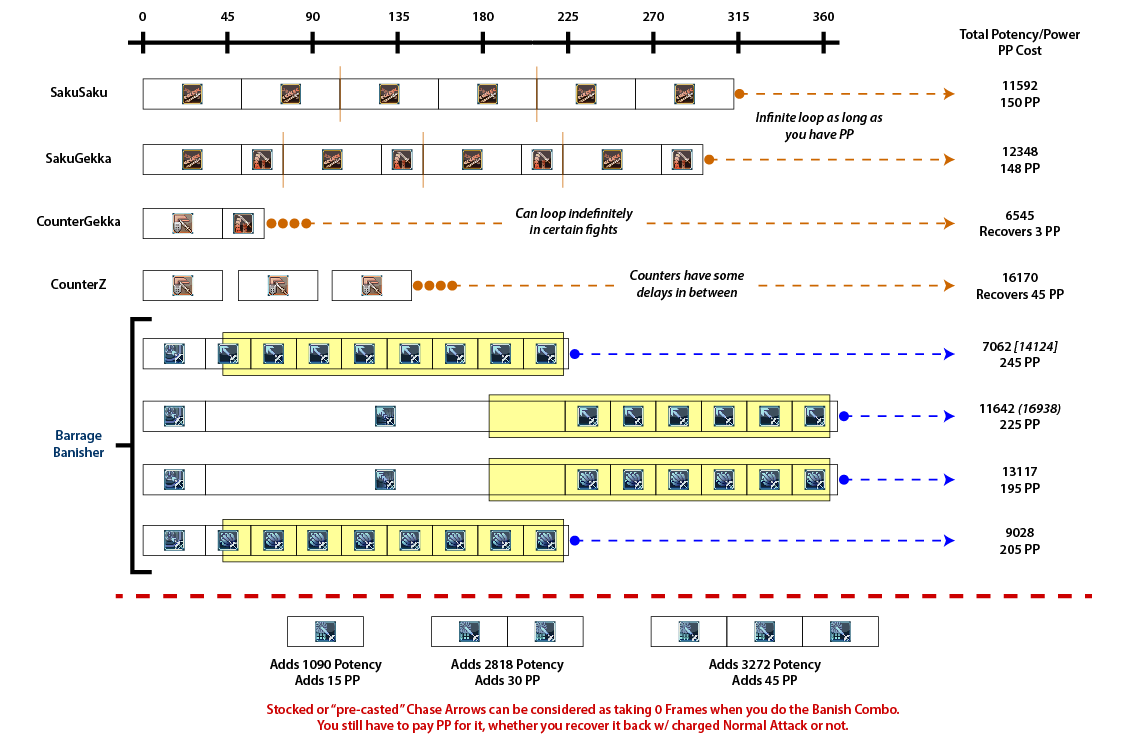 0 45 90 135 180 225 270 315 360
Total Potency/Power
PP Cost
SakuSaku
11592
150 PP
Infinite loop as long as
you have PP
SakuGekka
12348
148 PP
CounterGekka
Can loop indefinitely
in certain fights
6545
Recovers 3 PP
CounterZ
Counters have some
delays in between
16170
Recovers 45 PP
7062 [14124]
245 PP
11642 (16938)
225 PP
Barrage
Banisher
13117
195 PP
9028
205 PP
Adds 1090 Potency
Adds 15 PP
Adds 2818 Potency
Adds 30 PP
Adds 3272 Potency
Adds 45 PP
Stocked or “pre-casted” Chase Arrows can be considered as taking 0 Frames when you do the Banish Combo.
You still have to pay PP for it, whether you recover it back w/ charged Normal Attack or not.